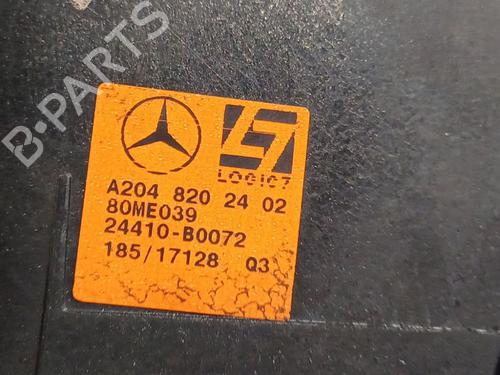 B-PARTS
LOGIC7
A204 820 24 02
80ME039
24410-B0072
185/17128 Q3